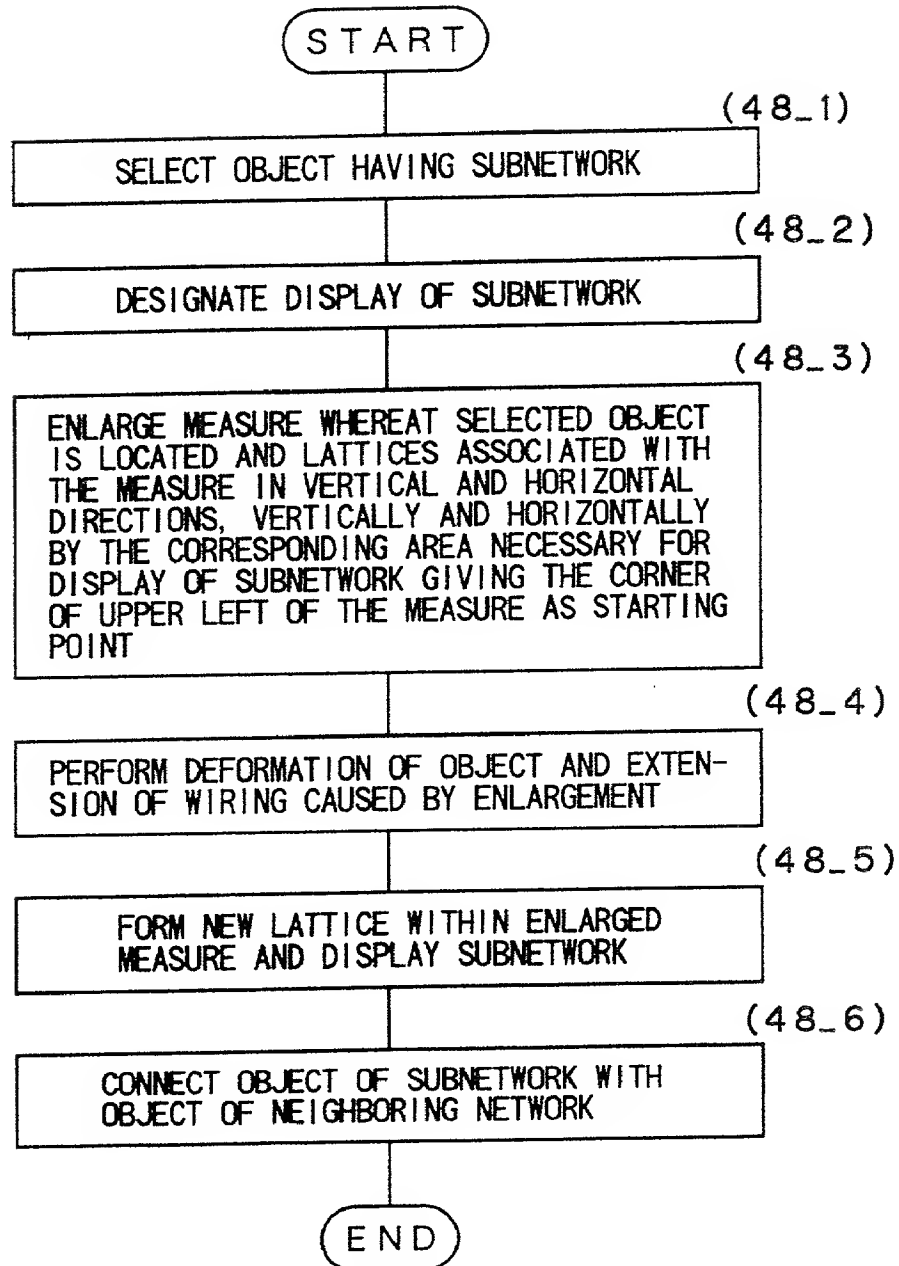 START
(48_1)
SELECT OBJECT HAVING SUBNETWORK
(48_2)
DESIGNATE DISPLAY OF SUBNETWORK
(48_3)
ENLARGE MEASURE WHEREAT SELECTED OBJECT
IS LOCATED AND LATTICES ASSOCIATED WITH
THE MEASURE IN VERTICAL AND HORIZONTAL
DIRECTIONS, VERTICALLY AND HORIZONTALLY
BY THE CORRESPONDING AREA NECESSARY FOR
DISPLAY OF SUBNETWORK GIVING THE CORNER
OF UPPER LEFT OF THE MEASURE AS STARTING
POINT
(48_4)
PERFORM DEFORMATION OF OBJECT AND EXTEN-
SION OF WIRING CAUSED BY ENLARGEMENT
(48_5)
FORM NEW LATTICE WITHIN ENLARGED
MEASURE AND DISPLAY SUBNETWORK
(48_6)
CONNECT OBJECT OF SUBNETWORK WITH
OBJECT OF NEIGHBORING NETWORK
END